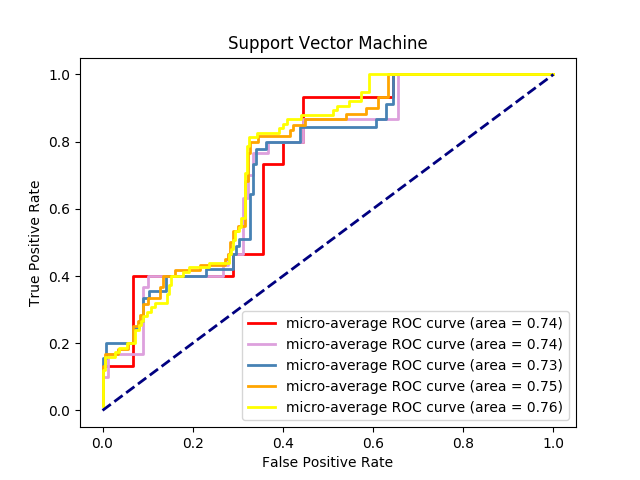 Support Vector Machine
True Positive Rate
1.0
0.8
0.6
0.4
0.2
0.0
micro-average ROC curve (area = 0.74)
micro-average ROC curve (area = 0.74)
micro-average ROC curve (area = 0.73)
micro-average ROC curve (area = 0.75)
micro-average ROC curve (area = 0.76)
0.0 0.2 0.4 0.6 0.8 1.0
False Positive Rate